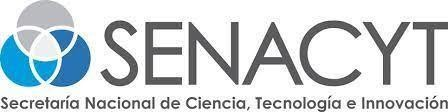 SENACYT
Secretaría Nacional de Ciencia, Tecnología e Innovación